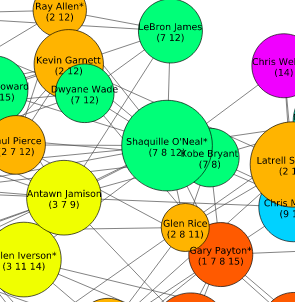 Ray Allen*
(2 12)
LeBron James
(7 12)
Kevin Garnett
(2 12)
Chris
(14)
Dwyane Wade
(7 12)
oward
15)
Shaquille O'Neal*
(7 8 12)
Kobe Bryant
(7 8)
ul Pierce
2 7 12)
Latrell S
(2 1
Antawn Jamison
(3 7 9)
Chris
(9 1
Glen Rice
(2 8 11)
Gary Payton*
(1 7 8 15)
len Iverson*
(3 11 14)